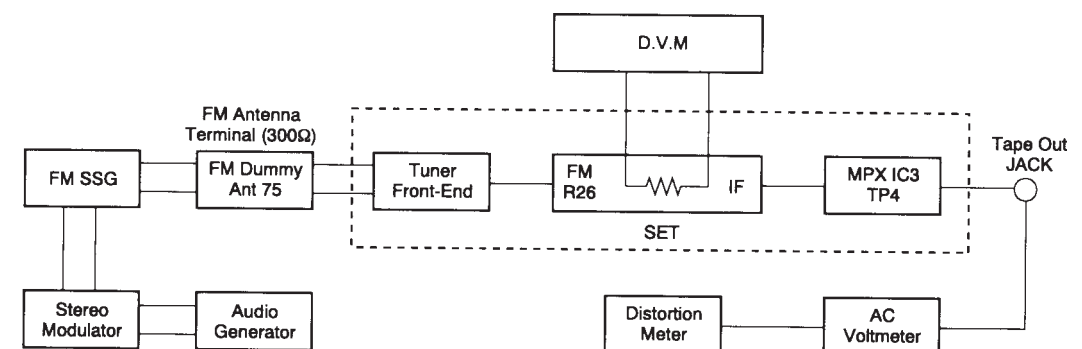 D.V.M
FM Antenna
Terminal (300Ω)
Tape Out
JACK
FM SSG
FM Dummy
Ant 75
Tuner
Front-End
FM
R26
IF
MPX IC3
TP4
SET
Stereo
Modulator
Audio
Generator
Distortion
Meter
AC
Voltmeter